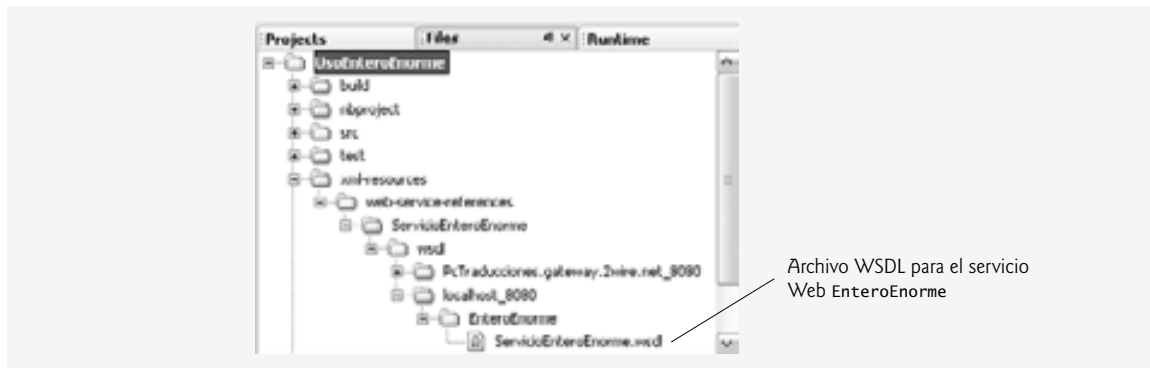 Projects Files Runtime
UsoEnteroEnorme
build
nbproject
src
test
xml-resources
web-service-references
ServicioEnteroEnorme
wsdl
PcTraducciones.gateway.2wire.net_8080
localhost_8080
EnteroEnorme
ServicioEnteroEnorme.wsdl
Archivo WSDL para el servicio
Web EnteroEnorme